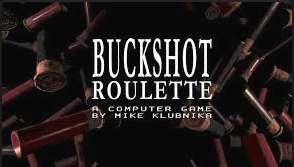 BUCKSHOT
ROULETTE
A COMPUTER GAME
BY MIKE KLUBNIKA